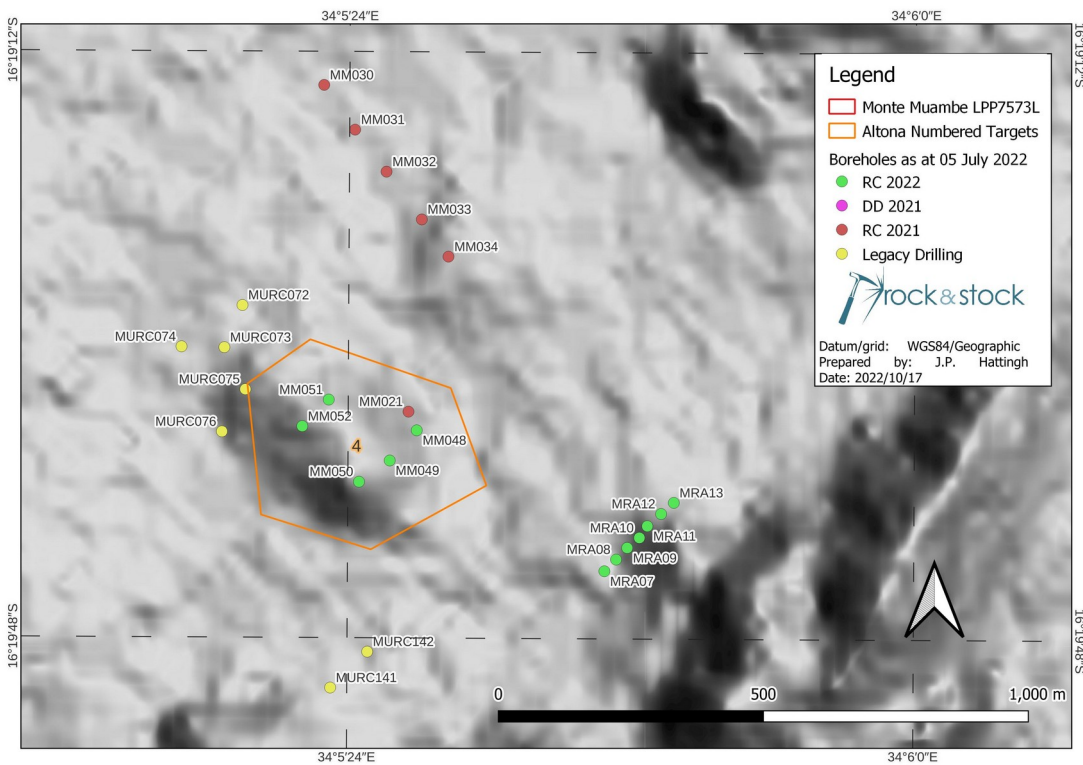 34°5'24"E 34°6'0"E
16°19'12"S
16°19'12"S
MM030
MM031
MM032
MM033
MM034
Legend
Monte Muambe LPP7573L
Altona Numbered Targets
Boreholes as at 05 July 2022
RC 2022
DD 2021
RC 2021
Legacy Drilling
rock&stock
Datum/grid: WGS84/Geographic
Prepared by: J.P. Hattingh
Date: 2022/10/17
MURC072
MURC074
MURC073
MURC075
MM051
MM021
MURC076
MM052
MM048
4
MM049
MM050
MRA13
MRA12
MRA10
MRA11
MRA08
MRA09
MRA07
16°19'48"S
16°19'48"S
MURC142
MURC141
0 500 1,000 m
34°5'24"E 34°6'0"E